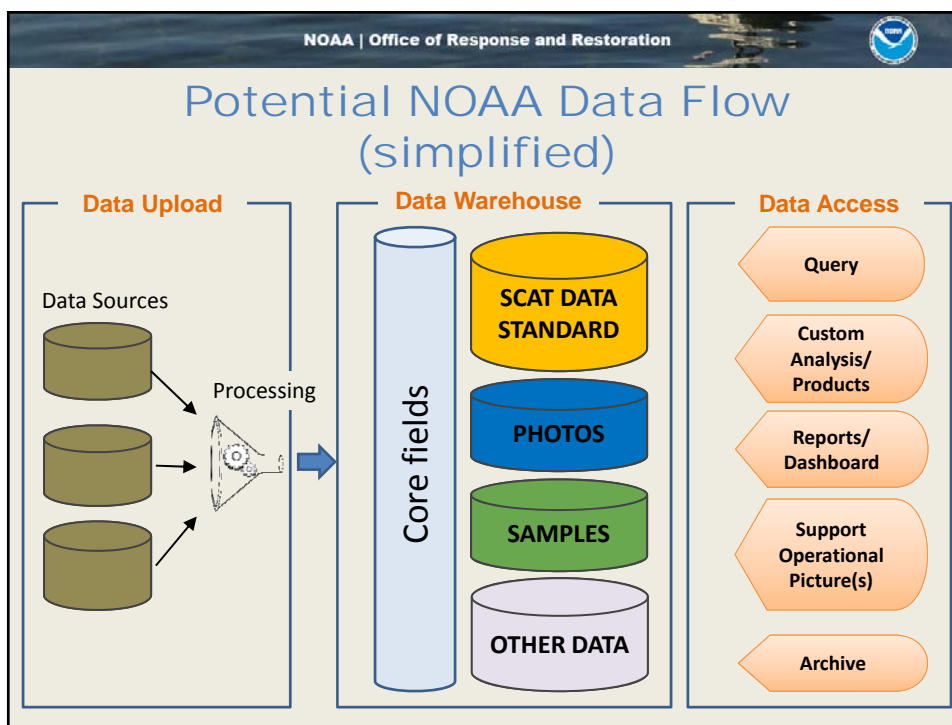 NOAA | Office of Response and Restoration
NOAA
Potential NOAA Data Flow
(simplified)
Data Upload
Data Sources
Processing
Data Warehouse
Core fields
SCAT DATA
STANDARD
PHOTOS
SAMPLES
OTHER DATA
Data Access
Query
Custom
Analysis/
Products
Reports/
Dashboard
Support
Operational
Picture(s)
Archive